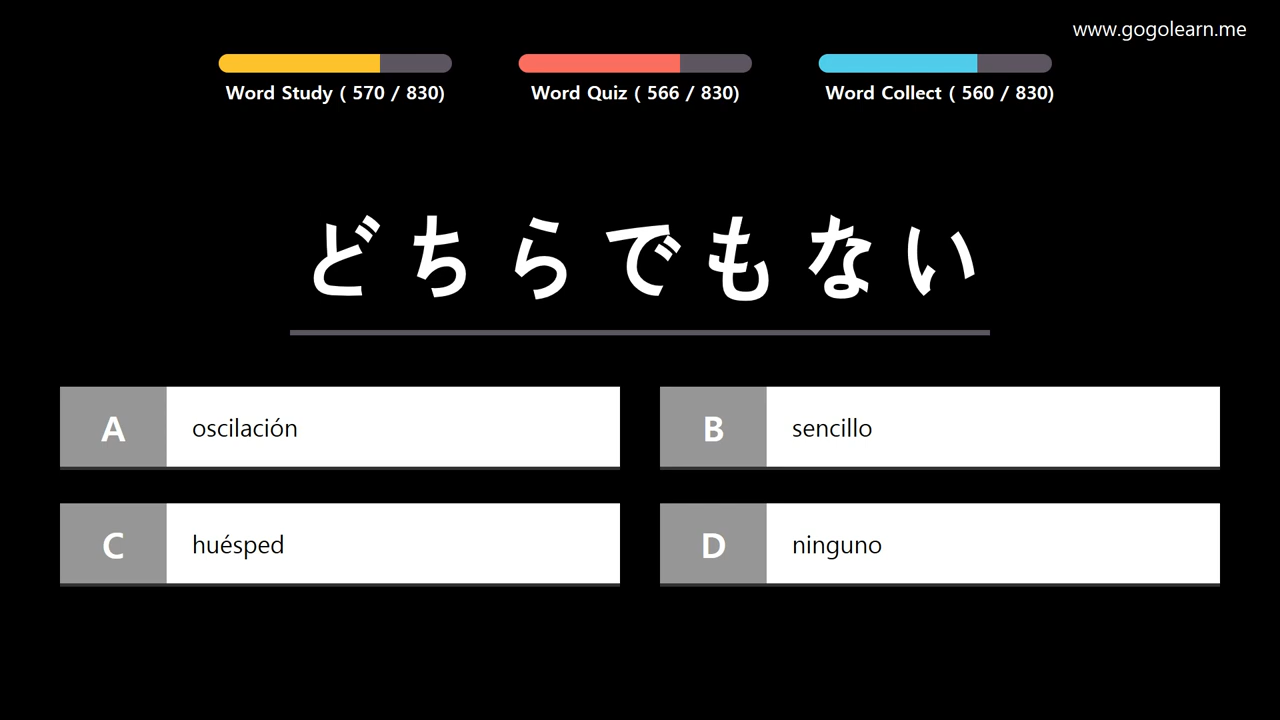 www.gogolearn.me
Word Study ( 570 / 830)
Word Quiz ( 566 / 830)
Word Collect ( 560 / 830)
どちらでもない
A oscilación
B sencillo
C huésped
D ninguno